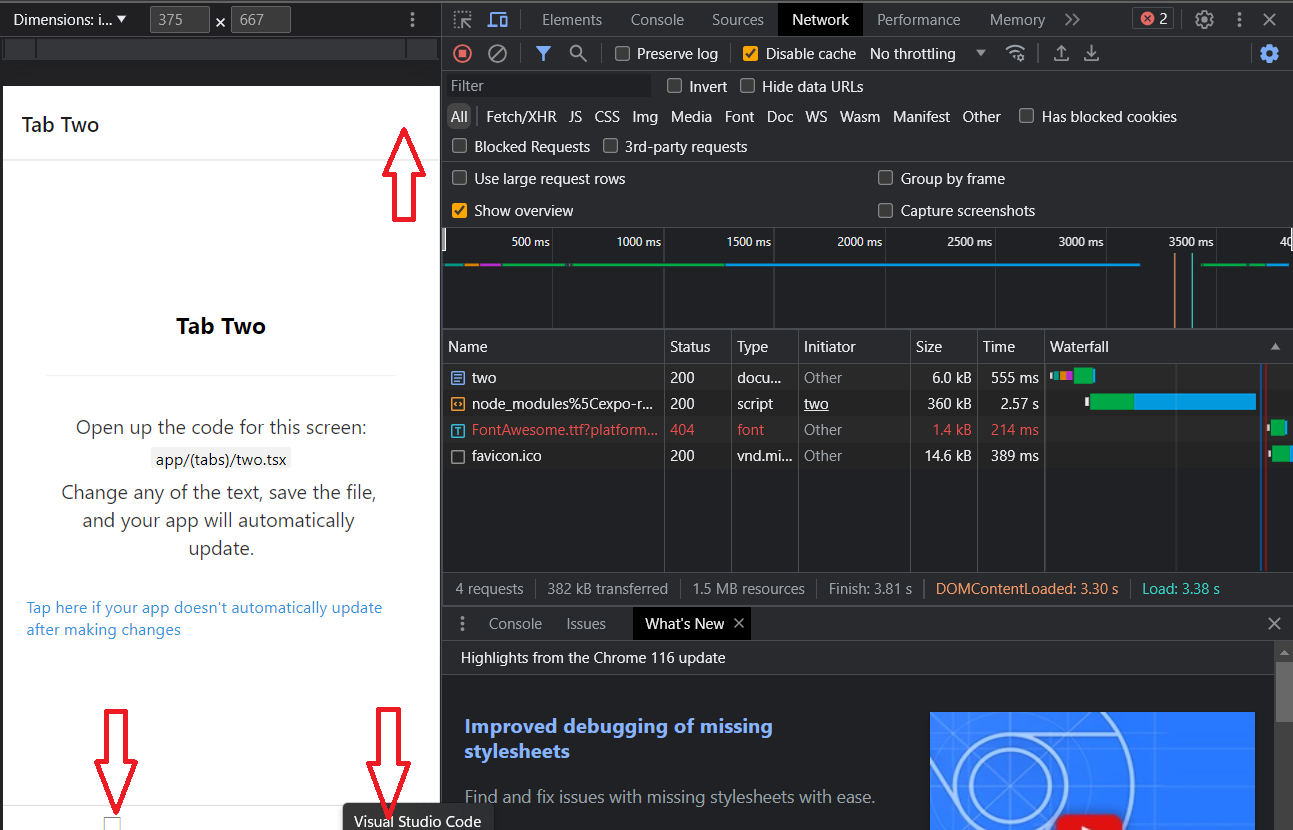 Dimensions: i... ▼ 375 × 667
Elements Console Sources Network Performance Memory 2
Preserve log Disable cache No throttling
Filter Invert Hide data URLs
All Fetch/XHR JS CSS Img Media Font Doc WS Wasm Manifest Other Has blocked cookies
Blocked Requests 3rd-party requests
Use large request rows Group by frame
Show overview Capture screenshots
500 ms 1000 ms 1500 ms 2000 ms 2500 ms 3000 ms 3500 ms 40
Name Status Type Initiator Size Time Waterfall
two 200 docu... Other 6.0 kB 555 ms
node_modules%5Cexpo-r... 200 script two 360 kB 2.57 s
FontAwesome.ttf?platform... 404 font Other 1.4 kB 214 ms
favicon.ico 200 vnd.mi... Other 14.6 kB 389 ms
4 requests 382 kB transferred 1.5 MB resources Finish: 3.81 s DOMContentLoaded: 3.30 s Load: 3.38 s
Console Issues What's New
Highlights from the Chrome 116 update
Improved debugging of missing
stylesheets
Find and fix issues with missing stylesheets with ease.
Tab Two
Tab Two
Open up the code for this screen:
app/(tabs)/two.tsx
Change any of the text, save the file,
and your app will automatically
update.
Tap here if your app doesn't automatically update
after making changes
Visual Studio Code